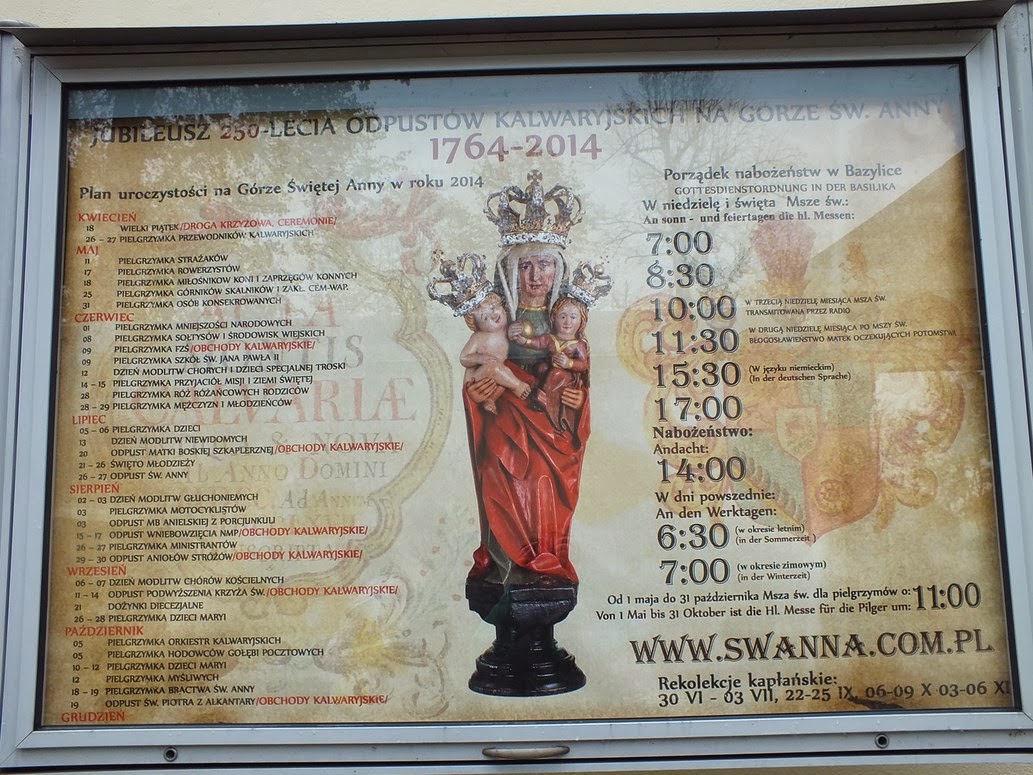 JUBILEUSZ 250-LECIA ODPUSTÓW KALWARYJSKICH NA GÓRZE ŚW. ANNY
1764-2014
Plan uroczystości na Górze Świętej Anny w roku 2014
KWIECIEŃ
18 WIELKI PIĄTEK/DROGA KRZYŻOWA, CEREMONIE/
26 – 27 PIELGRZYMKA PRZEWODNIKÓW KALWARYJSKICH
MAJ
11 PIELGRZYMKA STRAŻAKÓW
17 PIELGRZYMKA ROWERZYSTÓW
18 PIELGRZYMKA MIŁOŚNIKOW KONI I ZAPRZĘGÓW KONNYCH
25 PIELGRZYMKA GÓRNIKÓW SKALNIKÓW I ZAKŁ. CEM-WAP.
31 PIELGRZYMKA OSÓB KONSEKROWANYCH
CZERWIEC
01 PIELGRZYMKA MNIEJSZOŚCI NARODOWYCH
08 PIELGRZYMKA SOŁTYSÓW I ŚRODOWISK WIEJSKICH
09 PIELGRZYMKA FZŚ/OBCHODY KALWARYJSKIE/
09 PIELGRZYMKA SZKÓŁ ŚW. JANA PAWŁA II
12 DZIEŃ MODLITW CHORYCH I DZIECI SPECJALNEJ TROSKI
14 – 15 PIELGRZYMKA PRZYJACIÓŁ MISJI I ZIEMI ŚWIĘTEJ
28 PIELGRZYMKA RÓŻ RÓŻAŃCOWYCH RODZICÓW
28 – 29 PIELGRZYMKA MĘŻCZYZN I MŁODZIEŃCÓW
LIPIEC
05 – 06 PIELGRZYMKA DZIECI
13 DZIEŃ MODLITW NIEWIDOMYCH
20 ODPUST MATKI BOSKIEJ SZKAPLERZNEJ/OBCHODY KALWARYJSKIE/
21 – 26 ŚWIĘTO MŁODZIEŻY
26 – 27 ODPUST ŚW. ANNY
SIERPIEŃ
02 – 03 DZIEŃ MODLITW GŁUCHONIEMYCH
03 PIELGRZYMKA MOTOCYKLISTÓW
03 ODPUST MB ANIELSKIEJ Z PORCJUNKULI
15 – 17 ODPUST WNIEBOWZIĘCIA NMP/OBCHODY KALWARYJSKIE/
26 – 27 PIELGRZYMKA MINISTRANTÓW
29 – 30 ODPUST ANIOŁÓW STRÓŻÓW/OBCHODY KALWARYJSKIE/
WRZESIEŃ
06 – 07 DZIEŃ MODLITW CHÓRÓW KOŚCIELNYCH
11 – 14 ODPUST PODWYŻSZENIA KRZYŻA ŚW./OBCHODY KALWARYJSKIE/
21 DOŻYNKI DIECEZJALNE
26 – 28 PIELGRZYMKA DZIECI MARYI
PAŹDZIERNIK
05 PIELGRZYMKA ORKIESTR KALWARYJSKICH
05 PIELGRZYMKA HODOWCÓW GOŁĘBI POCZTOWYCH
10 – 12 PIELGRZYMKA DZIECI MARYI
12 PIELGRZYMKA MYŚLIWYCH
18 – 19 PIELGRZYMKA BRACTWA ŚW. ANNY
19 ODPUST ŚW. PIOTRA Z ALKANTARY/OBCHODY KALWARYJSKIE/
GRUDZIEŃ
Porządek nabożeństw w Bazylice
GOTTESDIENSTORDNUNG IN DER BASILIKA
W niedzielę i święta Msze św.:
An sonn - und feiertagen die hl. Messen:
7:00
8:30
10:00 W TRZECIĄ NIEDZIELĘ MIESIĄCA MSZA ŚW.
TRANSMITOWANA PRZEZ RADIO
11:30 W DRUGĄ NIEDZIELĘ MIESIĄCA PO MSZY ŚW.
BŁOGOSŁAWIEŃSTWO MATEK OCZEKUJĄCYCH POTOMSTWA
15:30 (W języku niemieckim)
(In der deutschen Sprache)
17:00
Nabożeństwo:
Andacht:
14:00
W dni powszednie:
An den Werktagen:
6:30 (w okresie letnim)
(in der Sommerzeit )
7:00 (w okresie zimowym)
(in der Winterzeit)
Od 1 maja do 31 października Msza św. dla pielgrzymów o: 11:00
Von 1 Mai bis 31 Oktober ist die Hl. Messe für die Pilger um:
WWW.SWANNA.COM.PL
Rekolekcje kapłańskie:
30 VI - 03 VII, 22-25 IX, 06-09 X 03-06 XI